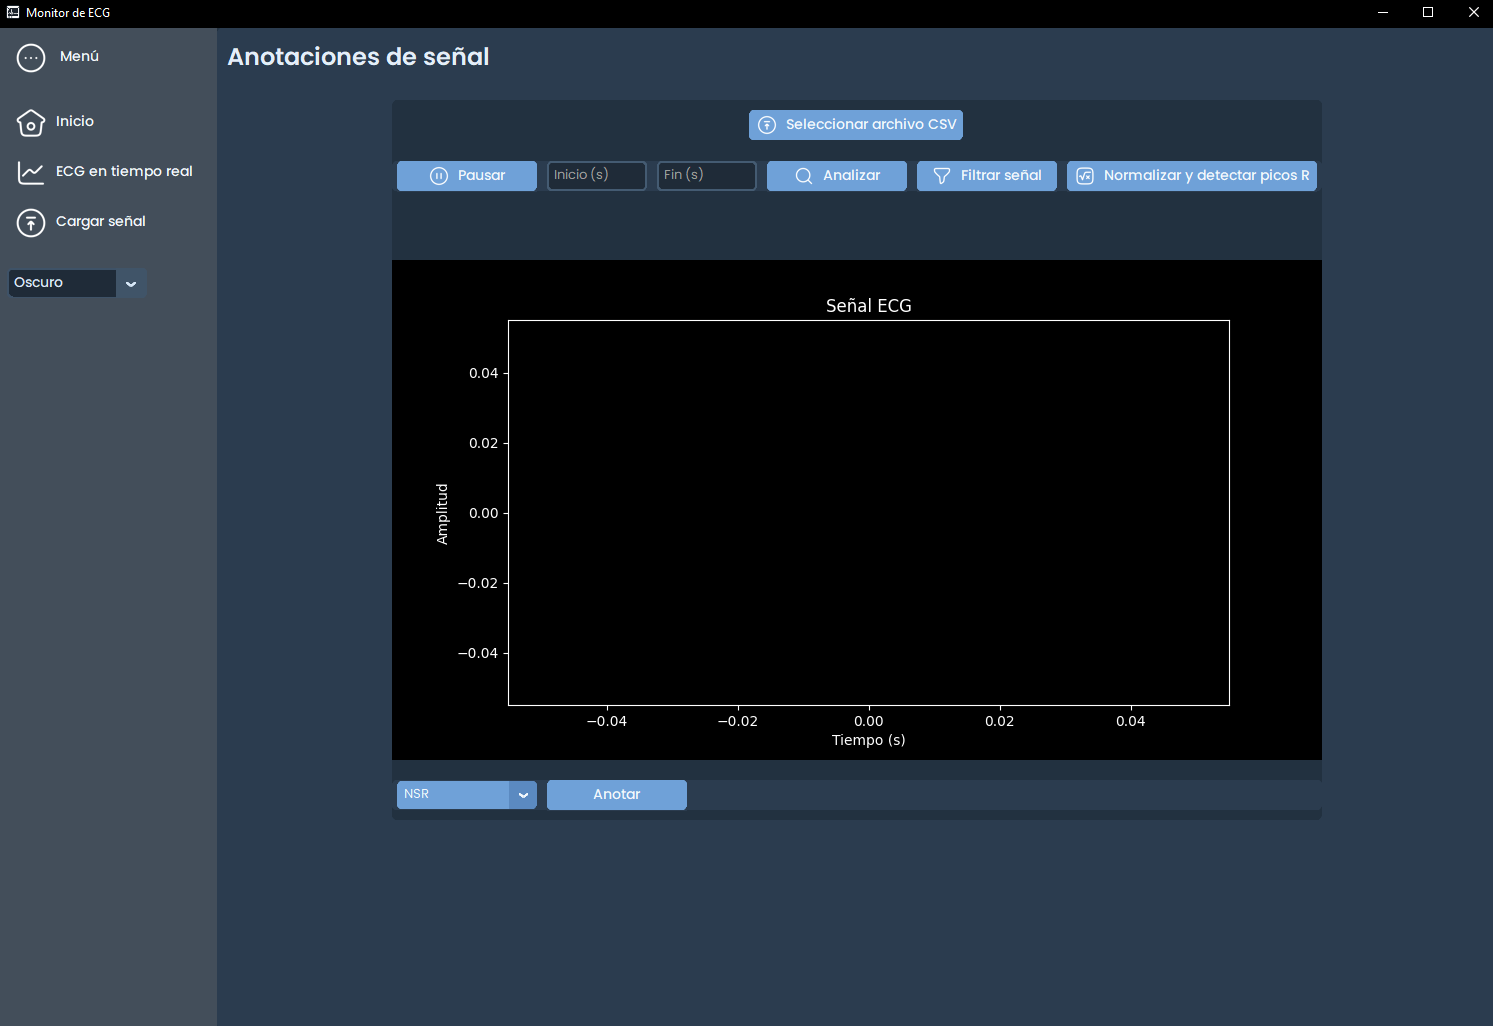 Monitor de ECG
Menú
Inicio
ECG en tiempo real
Cargar señal
Oscuro
Anotaciones de señal
Seleccionar archivo CSV
Pausar Inicio (s) Fin (s) Analizar Filtrar señal Normalizar y detectar picos R
Señal ECG
0.04
0.02
0.00
−0.02
−0.04
Amplitud
−0.04 −0.02 0.00 0.02 0.04
Tiempo (s)
NSR Anotar